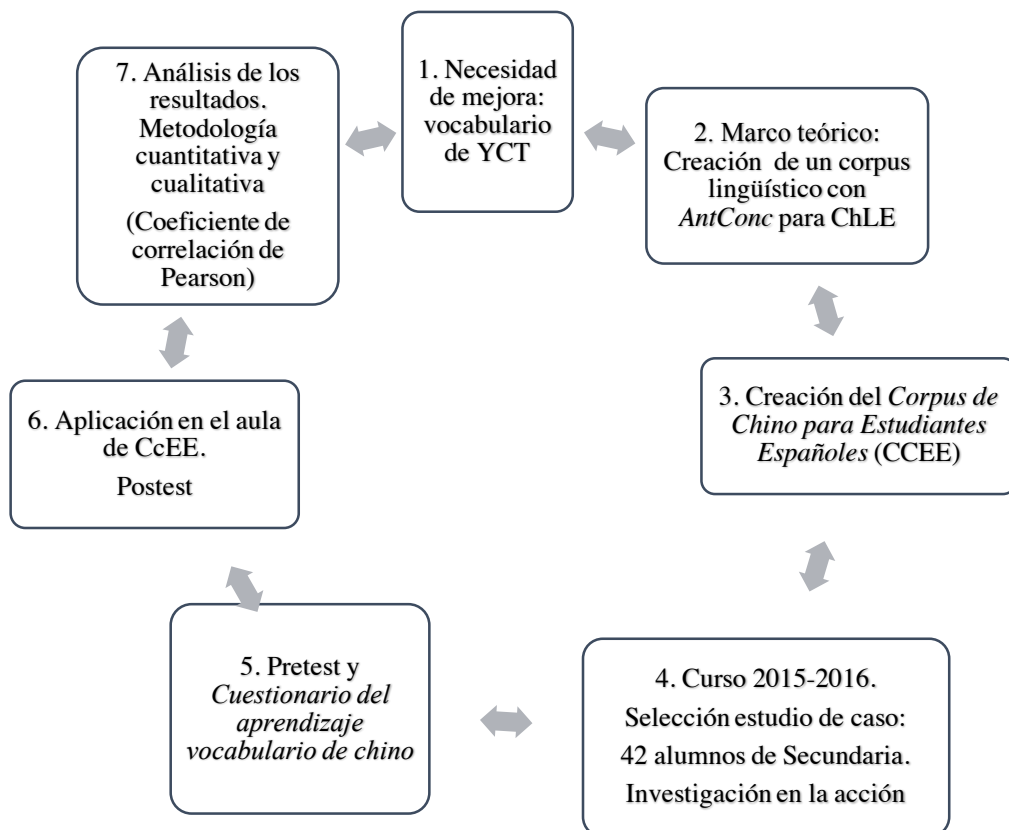 1. Necesidad
de mejora:
vocabulario
de YCT
2. Marco teórico:
Creación de un corpus
lingüístico con
AntConc para ChLE
3. Creación del Corpus de
Chino para Estudiantes
Españoles (CCEE)
4. Curso 2015-2016.
Selección estudio de caso:
42 alumnos de Secundaria.
Investigación en la acción
5. Pretest y
Cuestionario del
aprendizaje
vocabulario de chino
6. Aplicación en el aula
de CcEE.
Postest
7. Análisis de los
resultados.
Metodología
cuantitativa y
cualitativa
(Coeficiente de
correlación de
Pearson)